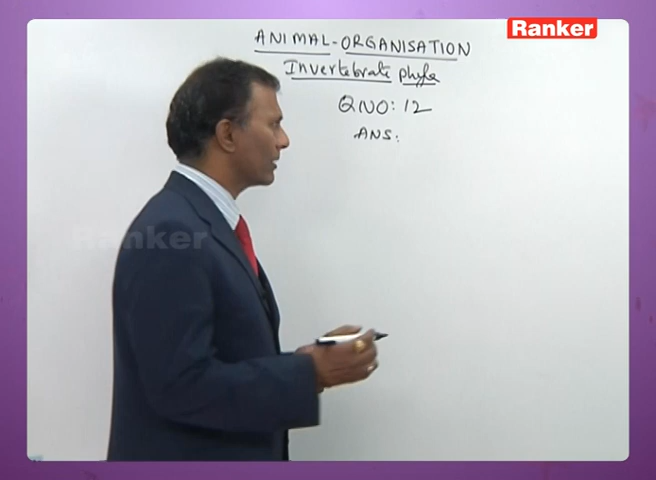 Ranker
ANIMAL-ORGANISATION
Invertebrate phyla
QNO: 12
ANS:
Ranker